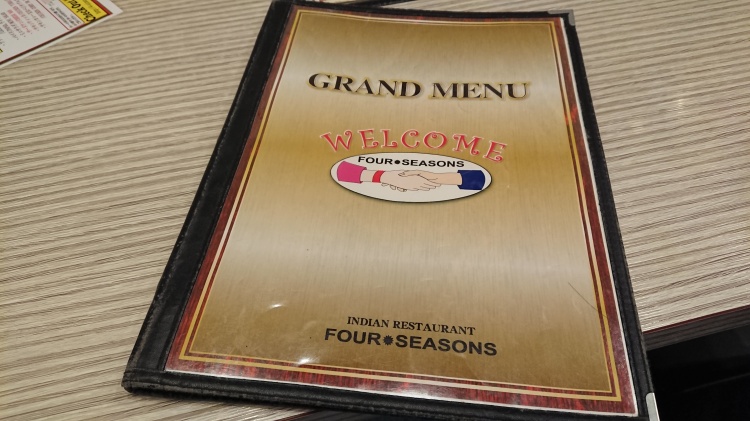 GRAND MENU
WELCOME
FOUR●SEASONS
INDIAN RESTAURANT
FOUR✹SEASONS